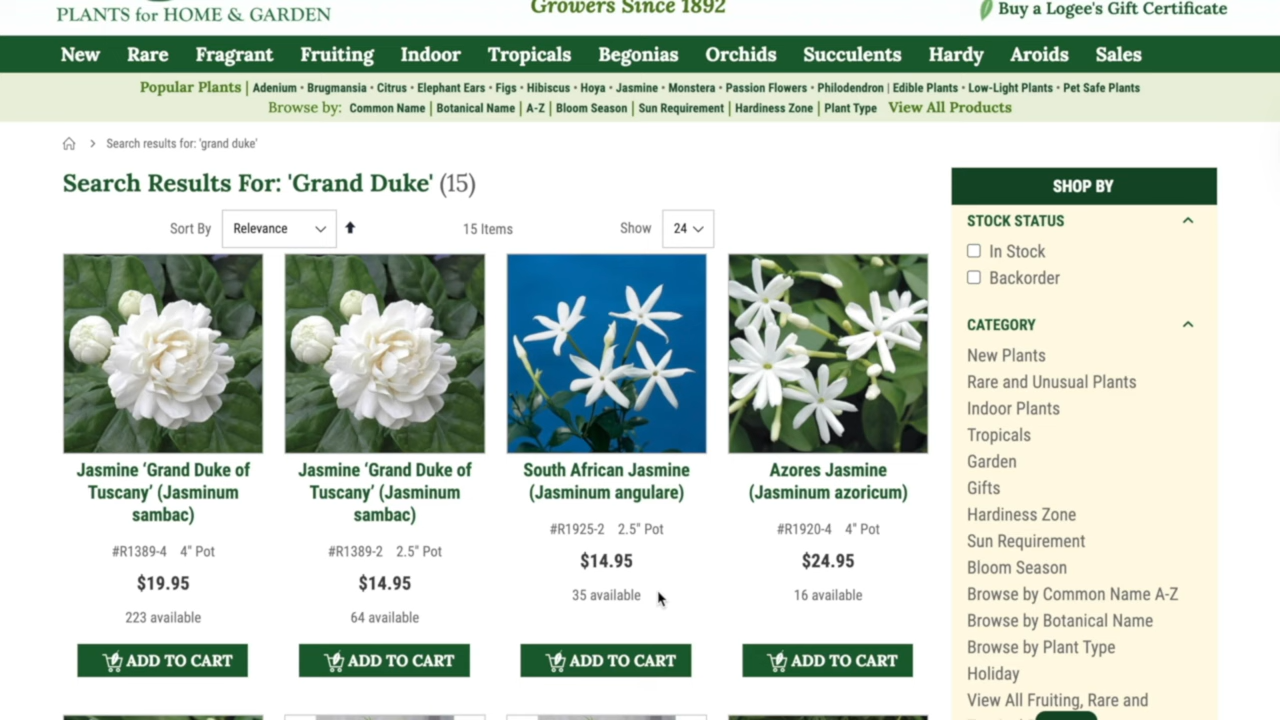 PLANTS for HOME & GARDEN
Growers Since 1892
Buy a Logee's Gift Certificate
New Rare Fragrant Fruiting Indoor Tropicals Begonias Orchids Succulents Hardy Aroids Sales
Popular Plants | Adenium • Brugmansia • Citrus • Elephant Ears • Figs • Hibiscus • Hoya • Jasmine • Monstera • Passion Flowers • Philodendron | Edible Plants • Low-Light Plants • Pet Safe Plants
Browse by: Common Name | Botanical Name | A-Z | Bloom Season | Sun Requirement | Hardiness Zone | Plant Type View All Products
Search results for: 'grand duke'
Search Results For: 'Grand Duke' (15)
Sort By Relevance 15 Items Show 24
Jasmine ‘Grand Duke of
Tuscany’ (Jasminum
sambac)
#R1389-4 4" Pot
$19.95
223 available
ADD TO CART
Jasmine ‘Grand Duke of
Tuscany’ (Jasminum
sambac)
#R1389-2 2.5" Pot
$14.95
64 available
ADD TO CART
South African Jasmine
(Jasminum angulare)
#R1925-2 2.5" Pot
$14.95
35 available
ADD TO CART
Azores Jasmine
(Jasminum azoricum)
#R1920-4 4" Pot
$24.95
16 available
ADD TO CART
SHOP BY
STOCK STATUS
In Stock
Backorder
CATEGORY
New Plants
Rare and Unusual Plants
Indoor Plants
Tropicals
Garden
Gifts
Hardiness Zone
Sun Requirement
Bloom Season
Browse by Common Name A-Z
Browse by Botanical Name
Browse by Plant Type
Holiday
View All Fruiting, Rare and